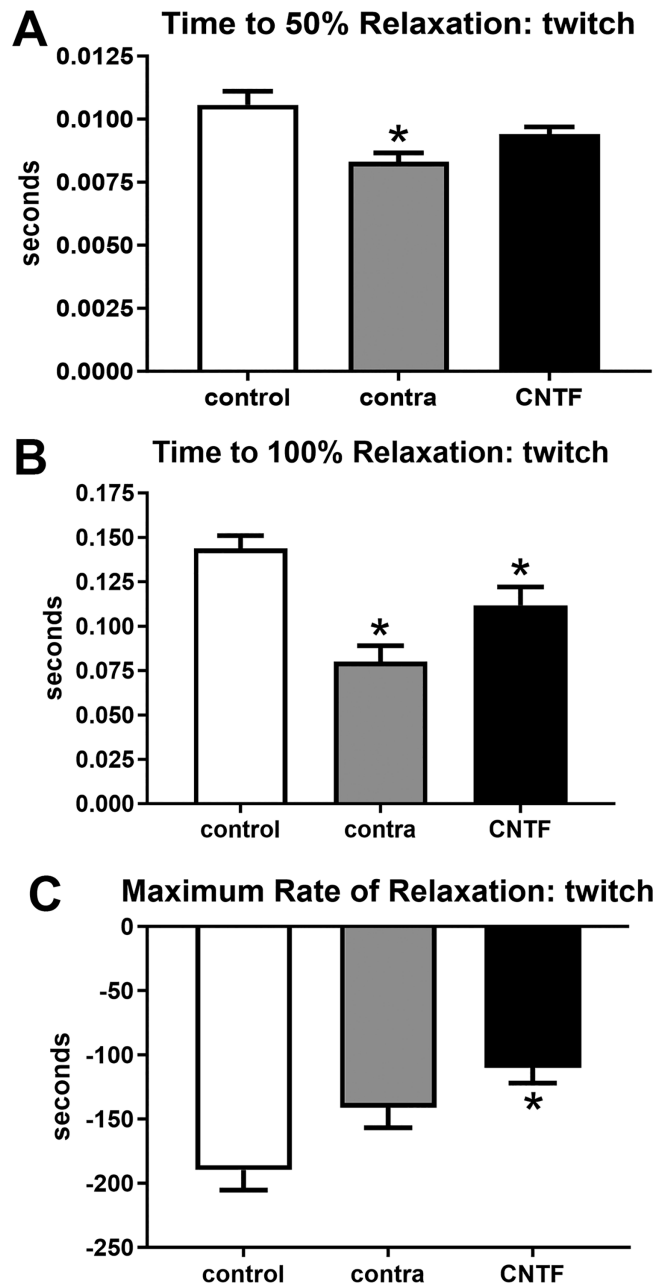 A
Time to 50% Relaxation: twitch
0.0125
0.0100
0.0075
0.0050
0.0025
0.0000
seconds
*
control contra CNTF
B
Time to 100% Relaxation: twitch
0.175
0.150
0.125
0.100
0.075
0.050
0.025
0.000
seconds
*
*
control contra CNTF
C
Maximum Rate of Relaxation: twitch
0
-50
-100
-150
-200
-250
seconds
*
control contra CNTF